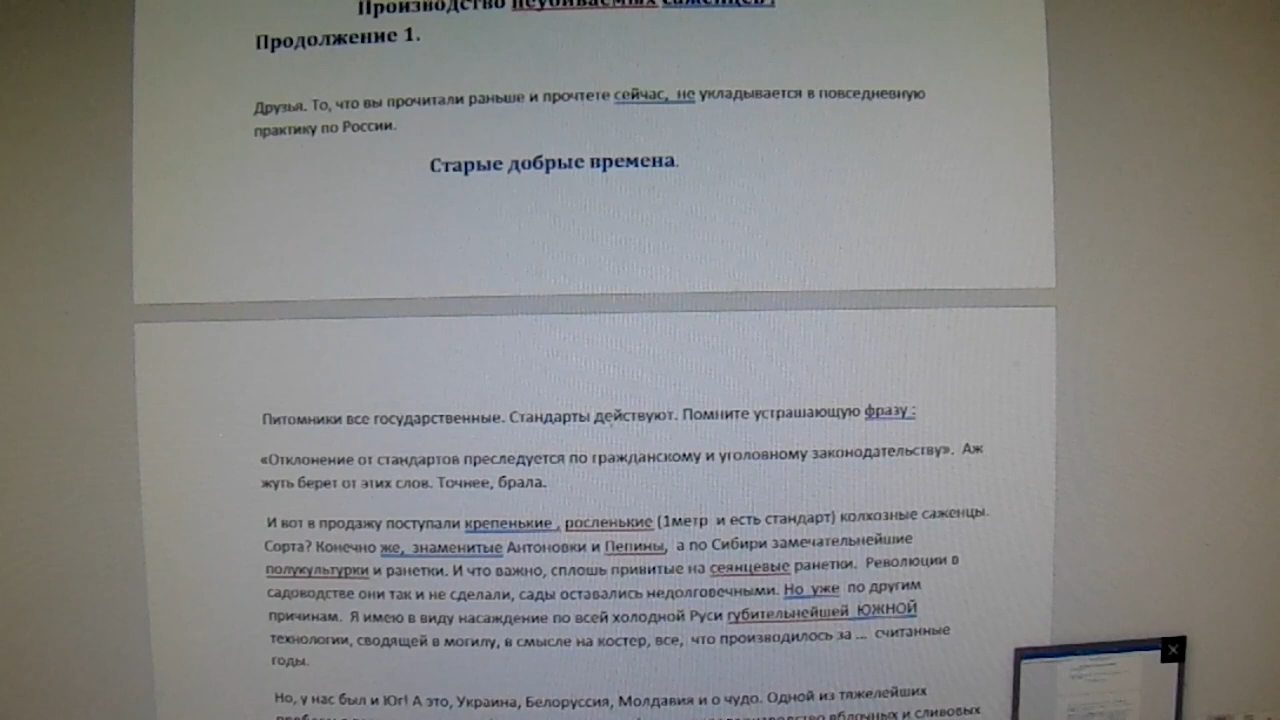 Производство неубиваемых саженцев .
Продолжение 1.
Друзья. То, что вы прочитали раньше и прочтете сейчас, не укладывается в повседневную
практику по России.
Старые добрые времена.
Питомники все государственные. Стандарты действуют. Помните устрашающую фразу :
«Отклонение от стандартов преследуется по гражданскому и уголовному законодательству». Аж
жуть берет от этих слов. Точнее, брала.
И вот в продажу поступали крепенькие , росленькие (1метр и есть стандарт) колхозные саженцы.
Сорта? Конечно же, знаменитые Антоновки и Пепины, а по Сибири замечательнейшие
полукультурки и ранетки. И что важно, сплошь привитые на сеянцевые ранетки. Революции в
садоводстве они так и не сделали, сады оставались недолговечными. Но уже по другим
причинам. Я имею в виду насаждение по всей холодной Руси губительнейшей ЮЖНОЙ
технологии, сводящей в могилу, в смысле на костер, все, что производилось за ... считанные
годы.
Но, у нас был и Юг! А это, Украина, Белоруссия, Молдавия и о чудо. Одной из тяжелейших
яблочных и сливовых